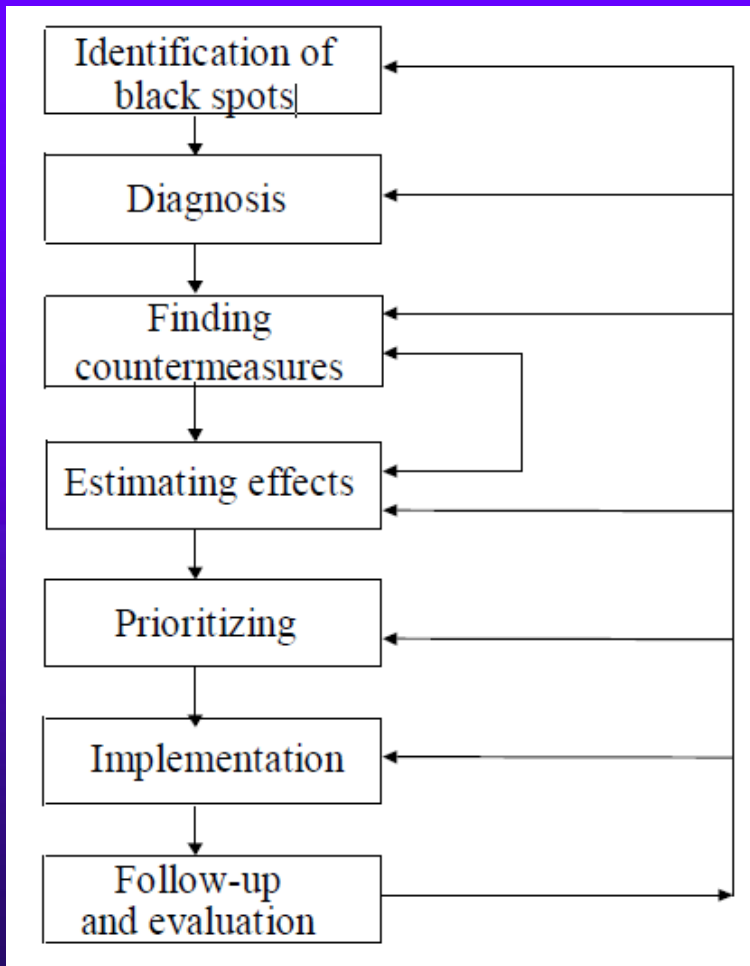 Identification of
black spots
Diagnosis
Finding
countermeasures
Estimating effects
Prioritizing
Implementation
Follow-up
and evaluation